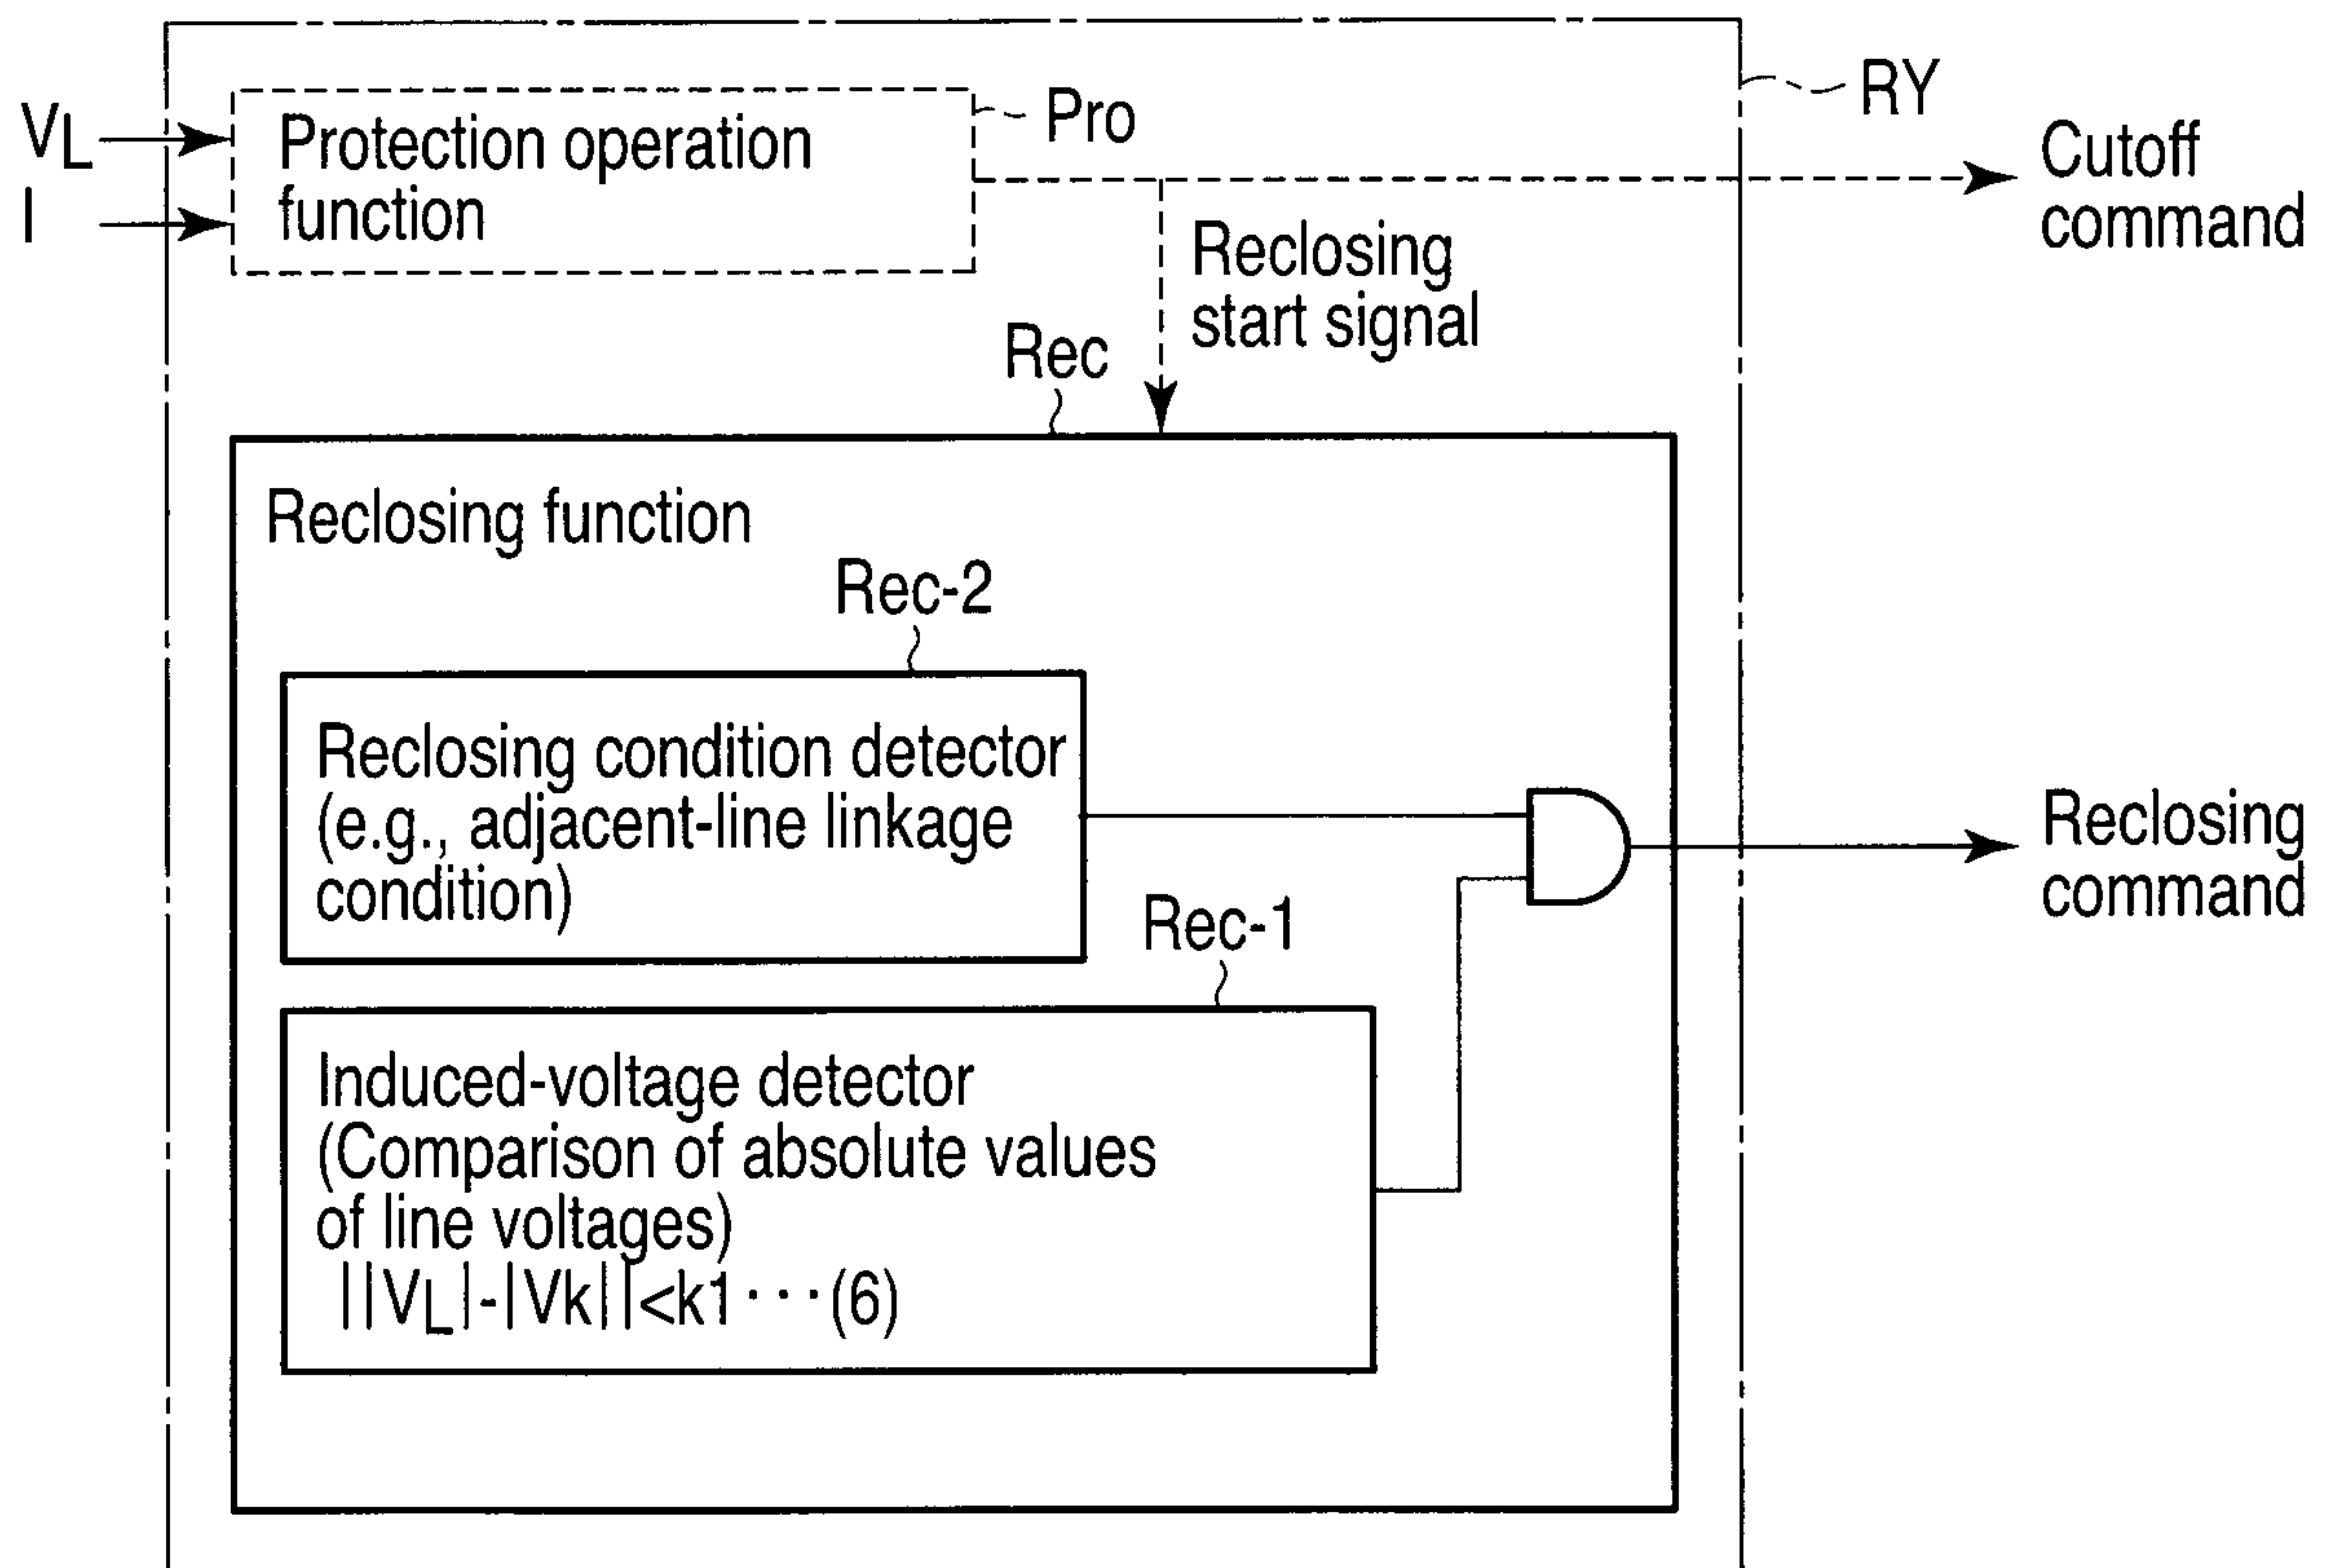 RY
VL
I
Protection operation
function
Pro
Cutoff
command
Reclosing
start signal
Rec
Reclosing function
Rec-2
Reclosing condition detector
(e.g., adjacent-line linkage
condition)
Reclosing
command
Rec-1
Induced-voltage detector
(Comparison of absolute values
of line voltages)
||VL|-|Vk||<k1···(6)